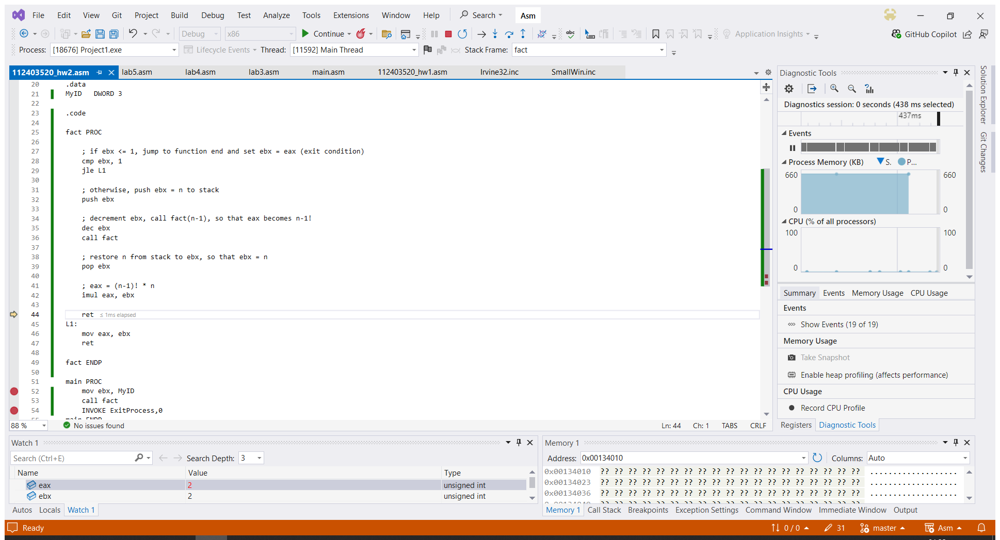 File Edit View Git Project Build Debug Test Analyze Tools Extensions Window Help Search Asm
Debug x86 Continue Application Insights GitHub Copilot
Process: [18676] Project1.exe Lifecycle Events Thread: [11592] Main Thread Stack Frame: fact
112403520_hw2.asm lab5.asm lab4.asm lab3.asm main.asm 112403520_hw1.asm Irvine32.inc SmallWin.inc
20 .data
21 MyID DWORD 3
22
23 .code
24
25 fact PROC
26
27 ; if ebx <= 1, jump to function end and set ebx = eax (exit condition)
28 cmp ebx, 1
29 jle L1
30
31 ; otherwise, push ebx = n to stack
32 push ebx
33
34 ; decrement ebx, call fact(n-1), so that eax becomes n-1!
35 dec ebx
36 call fact
37
38 ; restore n from stack to ebx, so that ebx = n
39 pop ebx
40
41 ; eax = (n-1)! * n
42 imul eax, ebx
43
44 ret ≤ 1ms elapsed
45 L1:
46 mov eax, ebx
47 ret
48
49 fact ENDP
50
51 main PROC
52 mov ebx, MyID
53 call fact
54 INVOKE ExitProcess,0
55 main ENDP
88 % No issues found Ln: 44 Ch: 1 TABS CRLF
Diagnostic Tools
Diagnostics session: 0 seconds (438 ms selected)
437ms
Events
Process Memory (KB) S. P...
660 660
0 0
CPU (% of all processors)
100 100
0 0
Summary Events Memory Usage CPU Usage
Events
Show Events (19 of 19)
Memory Usage
Take Snapshot
Enable heap profiling (affects performance)
CPU Usage
Record CPU Profile
Registers Diagnostic Tools
Solution Explorer
Git Changes
Watch 1
Search (Ctrl+E) Search Depth: 3
Name Value Type
eax 2 unsigned int
ebx 2 unsigned int
Autos Locals Watch 1
Memory 1
Address: 0x00134010 Columns: Auto
0x00134010 ?? ?? ?? ?? ?? ?? ?? ?? ?? ?? ?? ?? ?? ?? ?? ?? ?? ?? ?? ...................
0x00134023 ?? ?? ?? ?? ?? ?? ?? ?? ?? ?? ?? ?? ?? ?? ?? ?? ?? ?? ?? ...................
0x00134036 ?? ?? ?? ?? ?? ?? ?? ?? ?? ?? ?? ?? ?? ?? ?? ?? ?? ?? ?? ...................
Memory 1 Call Stack Breakpoints Exception Settings Command Window Immediate Window Output
Ready 0 / 0 31 master Asm